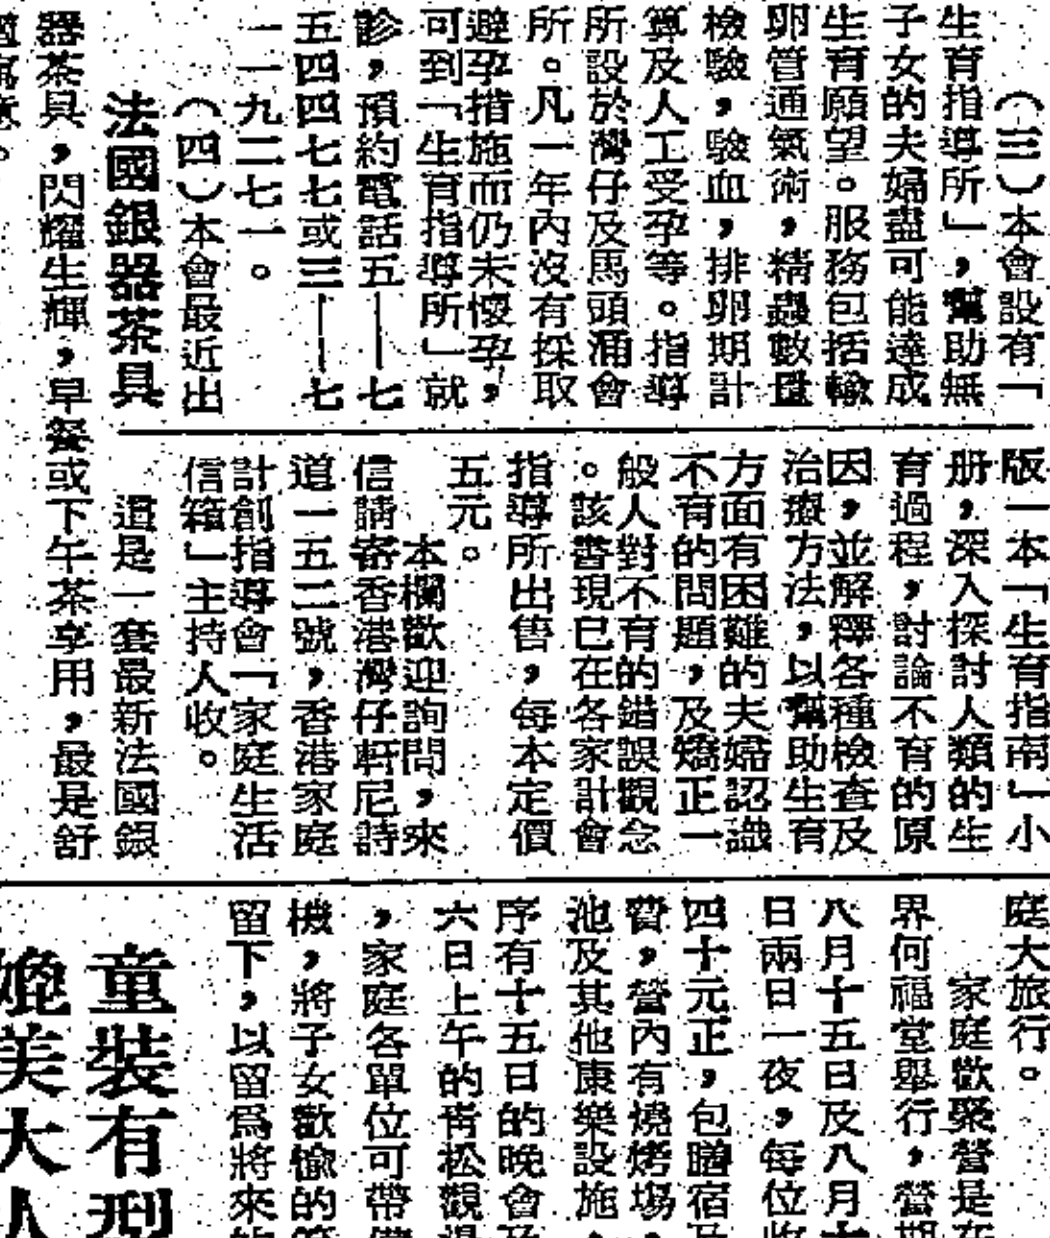 （三）本會設有「
生育指導所」，幫助無
子女的夫婦盡可能達成
生育願望。服務包括輸
卵管通氣術，精蟲數量
檢驗，驗血，排卵期計
算及人工受孕等。指導
所設於灣仔及馬頭涌會
所。凡一年內沒有採取
避孕措施而仍未懷孕，
可到「生育指導所」就
診，預約電話五——七
五四四七七或三——七
一一九二七一。
（四）本會最近出
版一本「生育指南」小
册，深入探討人類的生
育過程，討論不育的原
因，並解釋各種檢查及
治療方法，以幫助生育
方面有困難的夫婦認識
不育的問題，及矯正一
般人對不育的錯誤觀念
。該書現已在各家計會
指導所出售，每本定價
五元。
本欄歡迎詢問，來
信請寄香港灣仔軒尼詩
道一五二號，香港家庭
計創指導會「家庭生活
信箱」主持人收。
法國銀器茶具
這是一套最新法國銀
器茶具，閃耀生輝，早餐或下午茶享用，最是舒
庭大旅行。
家庭歡聚營是在
界何福堂舉行，營期
八月十五日及八月十
日兩日一夜，每位收
四十元正，包膳宿及
費，營內有燒烤場，
池及其他康樂設施，
序有十五日的晚會及
六日上午的青松觀
，家庭各單位可帶備
機，將子女歡愉的
留下，以留爲將來的
童裝有型
美大人